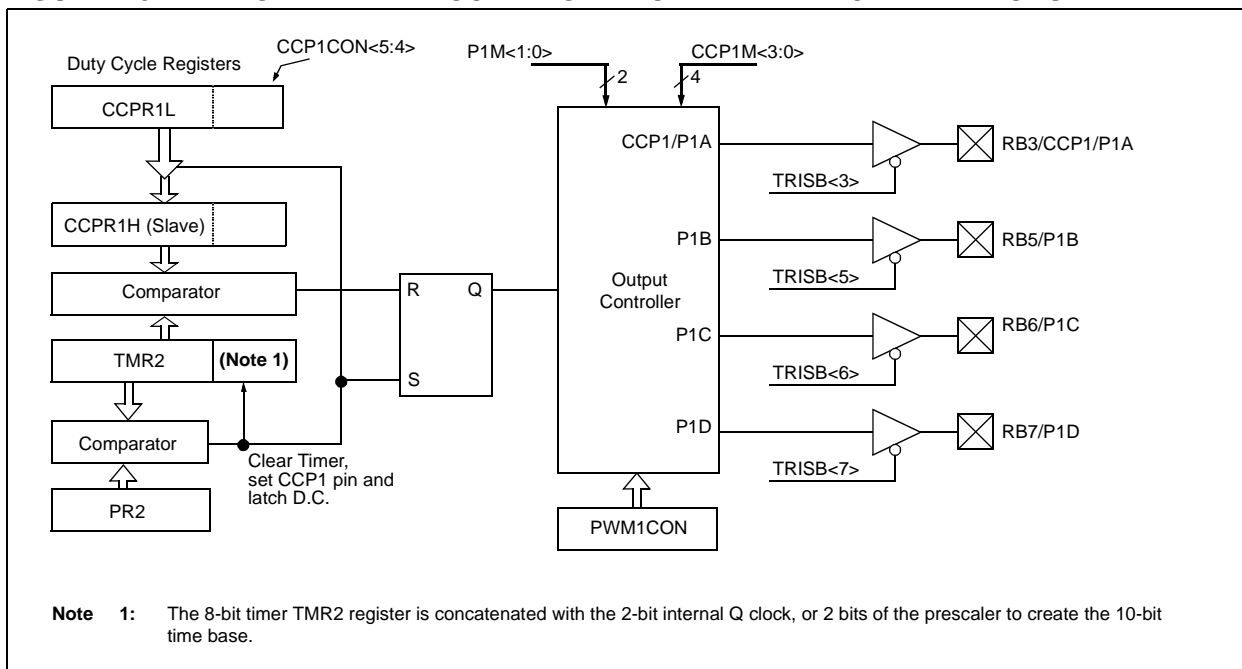 CCP1CON<5:4>
Duty Cycle Registers
CCPR1L
CCPR1H (Slave)
Comparator
TMR2
(Note 1)
Comparator
PR2
Clear Timer,
set CCP1 pin and
latch D.C.
R
Q
S
P1M<1:0>
2
CCP1M<3:0>
4
CCP1/P1A
P1B
Output
Controller
P1C
P1D
PWM1CON
TRISB<3>
RB3/CCP1/P1A
TRISB<5>
RB5/P1B
TRISB<6>
RB6/P1C
TRISB<7>
RB7/P1D
Note 1: The 8-bit timer TMR2 register is concatenated with the 2-bit internal Q clock, or 2 bits of the prescaler to create the 10-bit
time base.